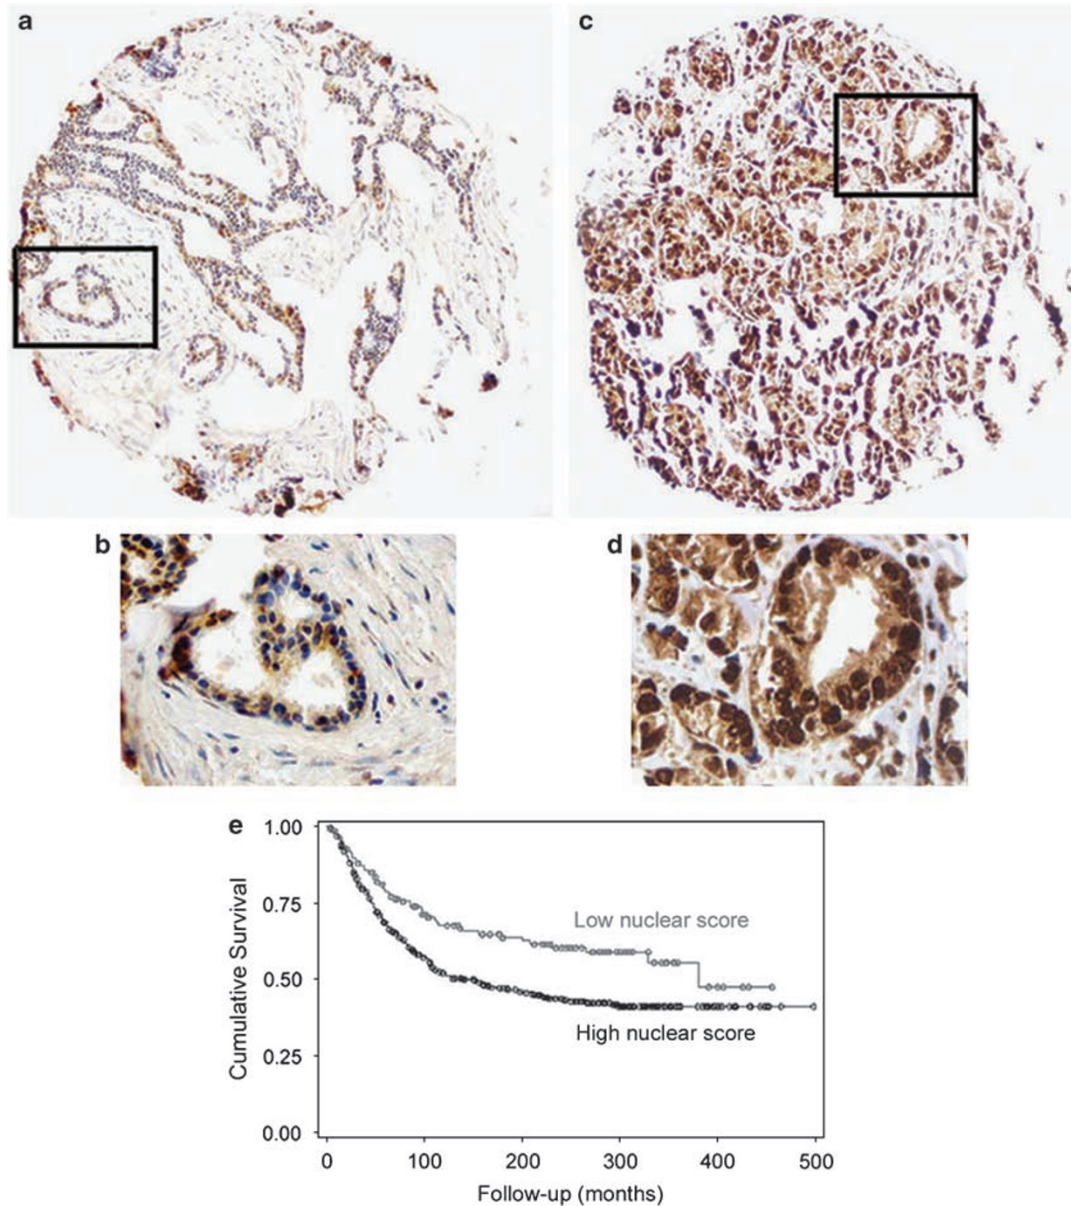 a
c
b
d
e
1.00
0.75
0.50
0.25
0.00
Cumulative Survival
Low nuclear score
High nuclear score
0 100 200 300 400 500
Follow-up (months)